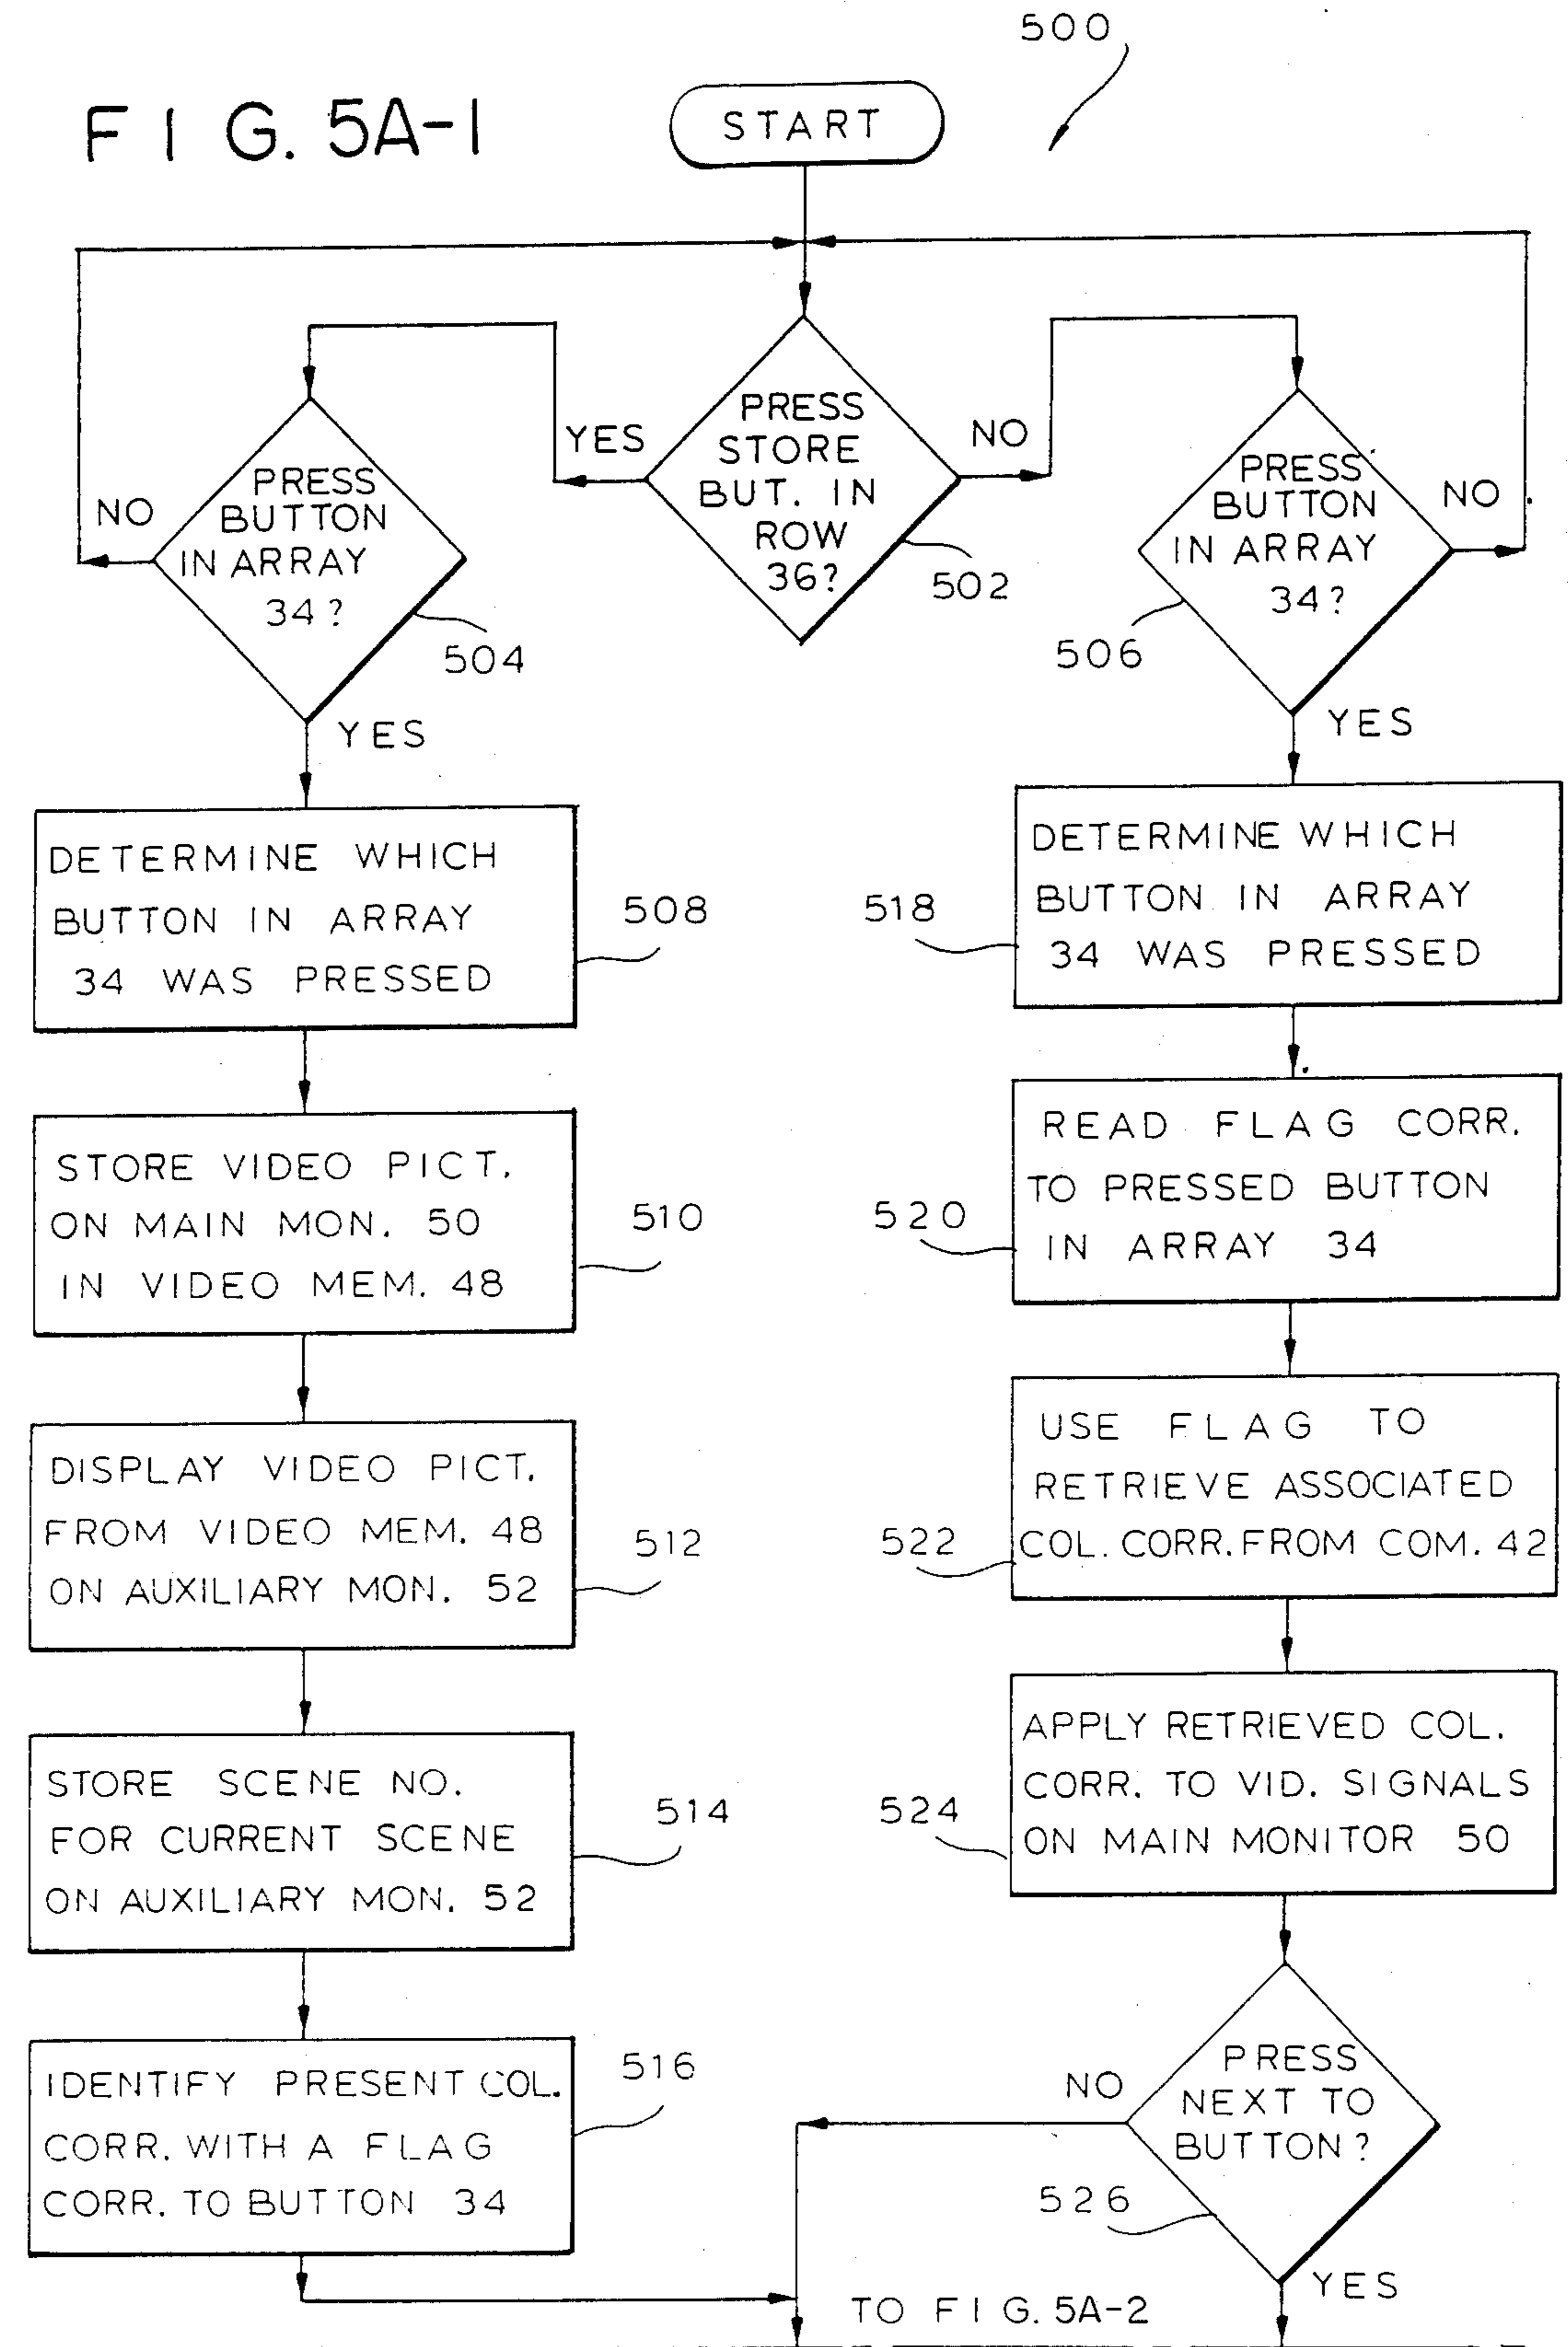 500
FIG. 5A-1
START
PRESS
STORE
BUT. IN
ROW
36?
502
YES
NO
PRESS
BUTTON
IN ARRAY
34?
504
NO
YES
PRESS
BUTTON
IN ARRAY
34?
506
NO
YES
DETERMINE WHICH
BUTTON IN ARRAY
34 WAS PRESSED
508
STORE VIDEO PICT.
ON MAIN MON. 50
IN VIDEO MEM. 48
510
DISPLAY VIDEO PICT.
FROM VIDEO MEM. 48
ON AUXILIARY MON. 52
512
STORE SCENE NO.
FOR CURRENT SCENE
ON AUXILIARY MON. 52
514
IDENTIFY PRESENT COL.
CORR. WITH A FLAG
CORR. TO BUTTON 34
516
DETERMINE WHICH
BUTTON IN ARRAY
34 WAS PRESSED
518
READ FLAG CORR.
TO PRESSED BUTTON
IN ARRAY 34
520
USE FLAG TO
RETRIEVE ASSOCIATED
COL. CORR. FROM COM. 42
522
APPLY RETRIEVED COL.
CORR. TO VID. SIGNALS
ON MAIN MONITOR 50
524
PRESS
NEXT TO
BUTTON?
526
NO
YES
TO FIG. 5A-2